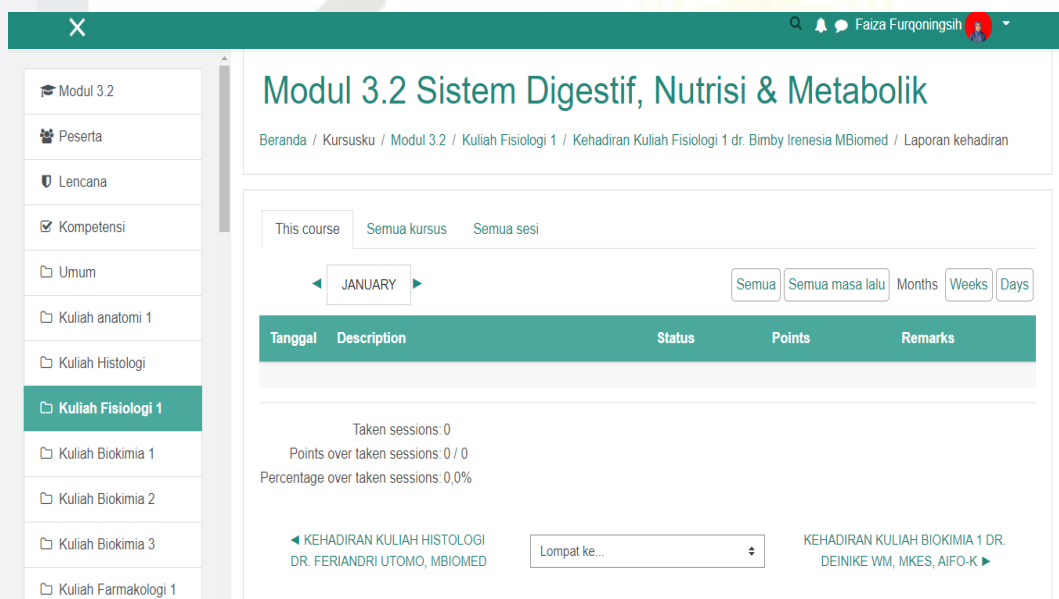 Faiza Furqoningsih
Modul 3.2
Peserta
Lencana
Kompetensi
Umum
Kuliah anatomi 1
Kuliah Histologi
Kuliah Fisiologi 1
Kuliah Biokimia 1
Kuliah Biokimia 2
Kuliah Biokimia 3
Kuliah Farmakologi 1
Modul 3.2 Sistem Digestif, Nutrisi & Metabolik
Beranda / Kursusku / Modul 3.2 / Kuliah Fisiologi 1 / Kehadiran Kuliah Fisiologi 1 dr. Bimby Irenesia MBiomed / Laporan kehadiran
This course Semua kursus Semua sesi
◄ JANUARY ► Semua Semua masa lalu Months Weeks Days
Tanggal Description Status Points Remarks
Taken sessions: 0
Points over taken sessions: 0 / 0
Percentage over taken sessions: 0,0%
◄ KEHADIRAN KULIAH HISTOLOGI
DR. FERIANDRI UTOMO, MBIOMED
Lompat ke...
KEHADIRAN KULIAH BIOKIMIA 1 DR.
DEINIKE WM, MKES, AIFO-K ►